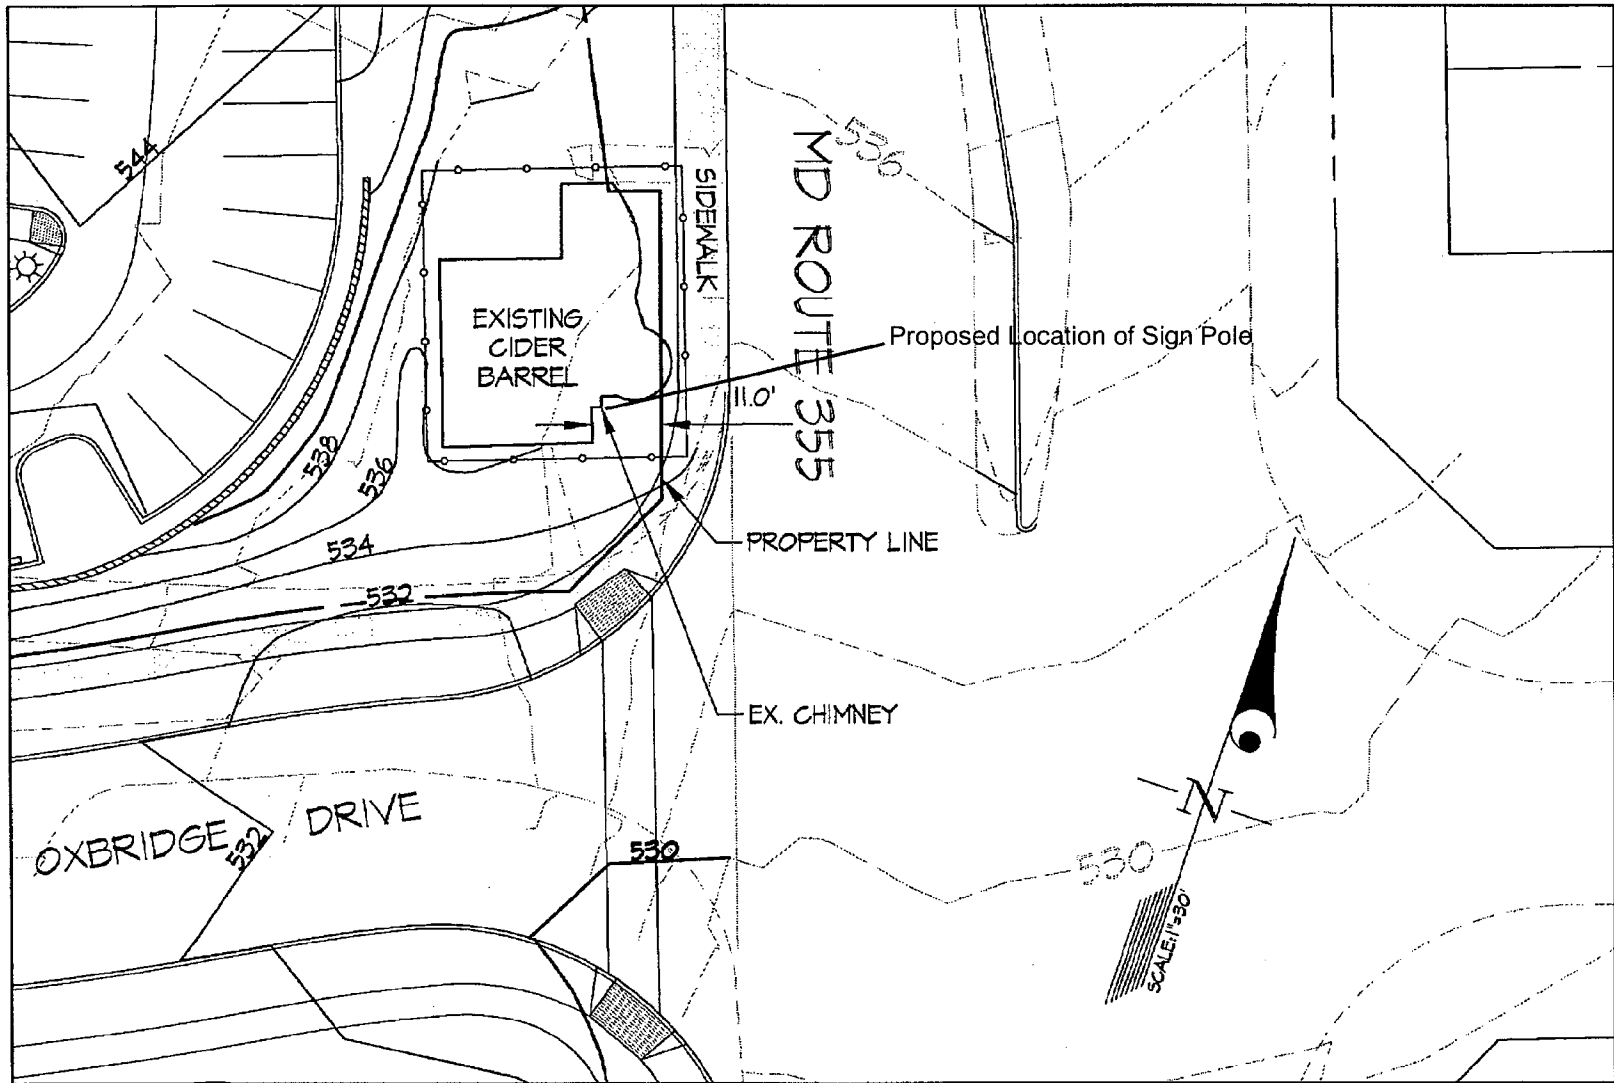 544
536
SIDEWALK
MD ROUTE 355
EXISTING
CIDER
BARREL
Proposed Location of Sign Pole
11.0'
538
536
534
PROPERTY LINE
532
EX. CHIMNEY
OXBRIDGE DRIVE
532
530
530
N
SCALE: 1"=30'